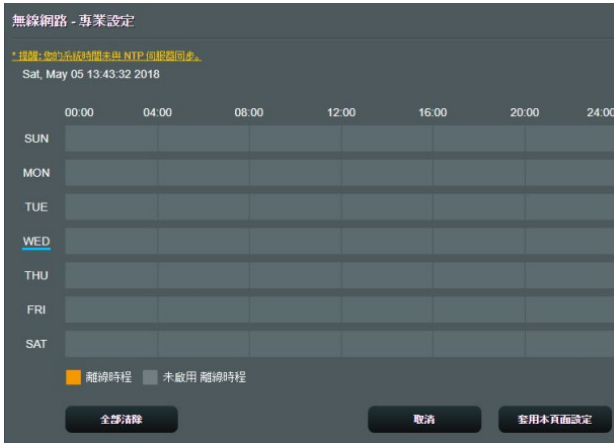 無線網路 - 專業設定
* 提醒: 您的系統時間未與 NTP 伺服器同步。
Sat, May 05 13:43:32 2018
00:00 04:00 08:00 12:00 16:00 20:00 24:00
SUN
MON
TUE
WED
THU
FRI
SAT
離線時程 未啟用 離線時程
全部清除 取消 套用本頁面設定